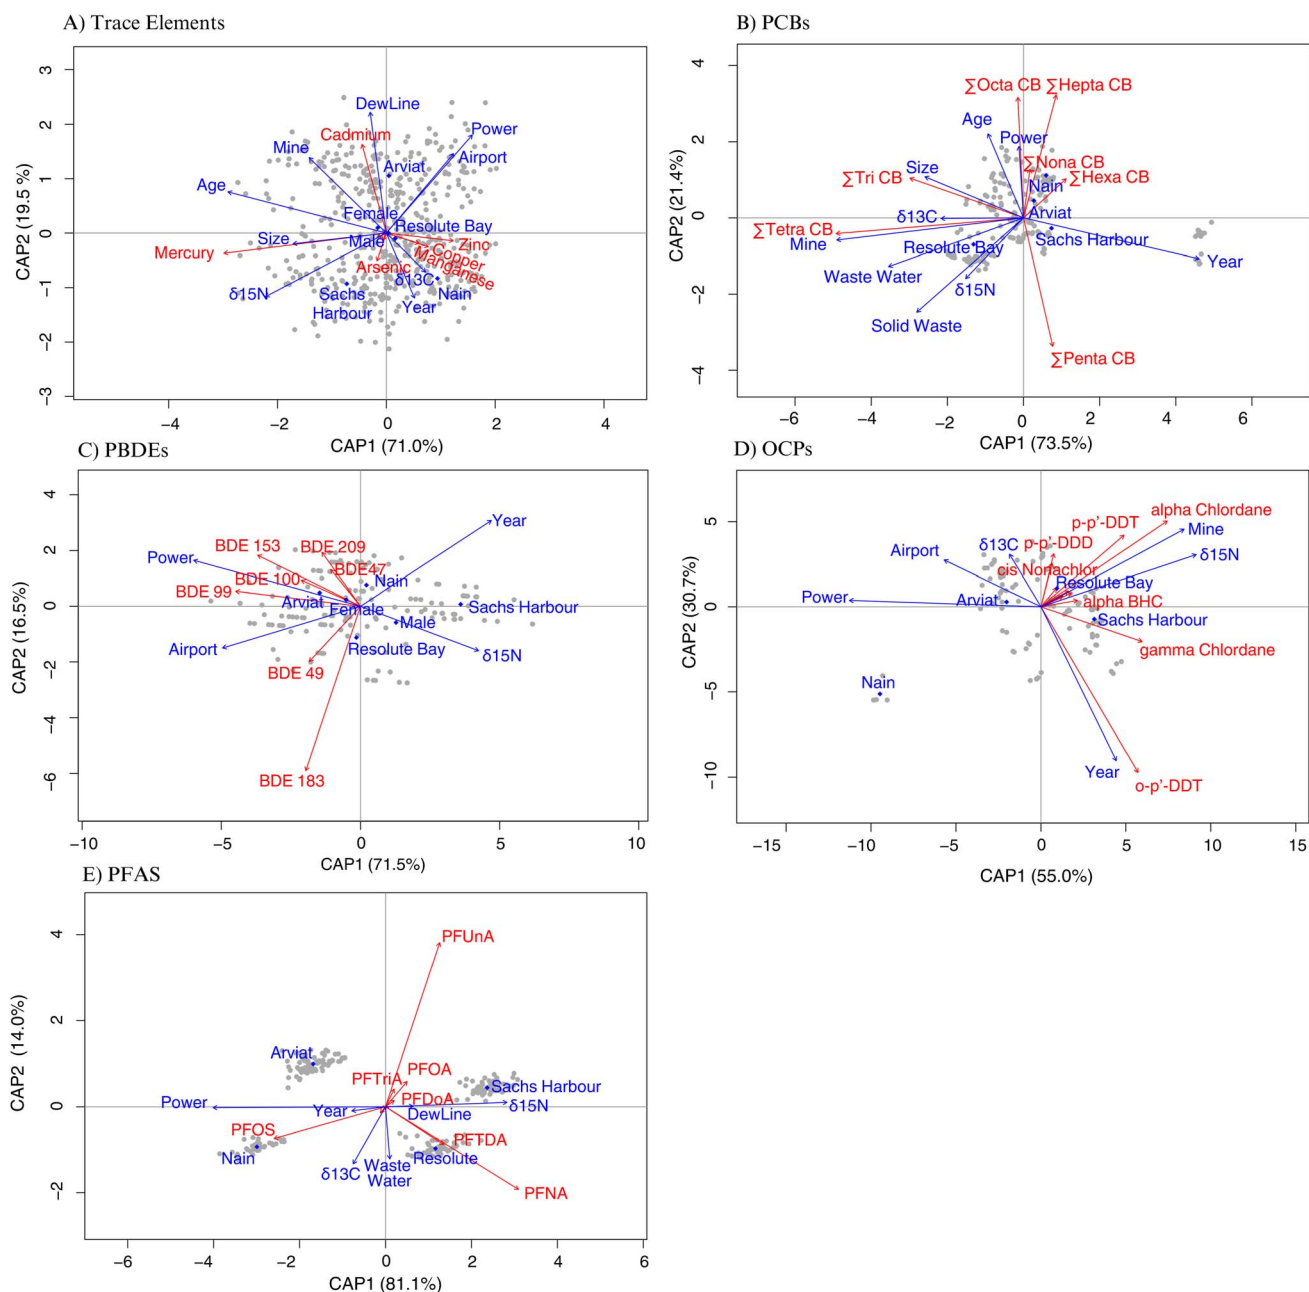 A) Trace Elements
3
2
1
0
−1
−2
−3
CAP2 (19.5 %)
DewLine
Cadmium
Power
Mine
Airport
Arviat
Age
Female
Resolute Bay
Size
Male
Zinc
Mercury
Copper
Arsenic
Manganese
δ13C
δ15N
Sachs
Harbour
Nain
Year
−4
−2
0
2
4
CAP1 (71.0%)
B) PCBs
4
2
0
−2
−4
CAP2 (21.4%)
∑Octa CB
∑Hepta CB
Age
Power
Size
∑Nona CB
∑Tri CB
∑Hexa CB
Nain
δ13C
Arviat
∑Tetra CB
Mine
Resolute Bay
Sachs Harbour
Year
Waste Water
δ15N
Solid Waste
∑Penta CB
−6
−4
−2
0
2
4
6
CAP1 (73.5%)
C) PBDEs
4
2
0
−2
−4
−6
CAP2 (16.5%)
Year
BDE 153
BDE 209
Power
BDE47
BDE 100
Nain
BDE 99
Arviat
Female
Sachs Harbour
Male
Airport
Resolute Bay
δ15N
BDE 49
BDE 183
−10
−5
0
5
10
CAP1 (71.5%)
D) OCPs
5
0
−5
−10
CAP2 (30.7%)
alpha Chlordane
p-p'-DDT
Mine
Airport
δ13C
p-p'-DDD
δ15N
cis Nonachlor
Resolute Bay
Power
Arviat
alpha BHC
Sachs Harbour
gamma Chlordane
Nain
Year
o-p'-DDT
−15
−10
−5
0
5
10
15
CAP1 (55.0%)
E) PFAS
4
2
0
−2
CAP2 (14.0%)
PFUnA
Arviat
PFOA
PFTriA
Sachs Harbour
Power
PFDoA
δ15N
Year
DewLine
PFOS
PFTDA
Nain
δ13C
Waste
Water
Resolute
PFNA
−6
−4
−2
0
2
4
6
CAP1 (81.1%)